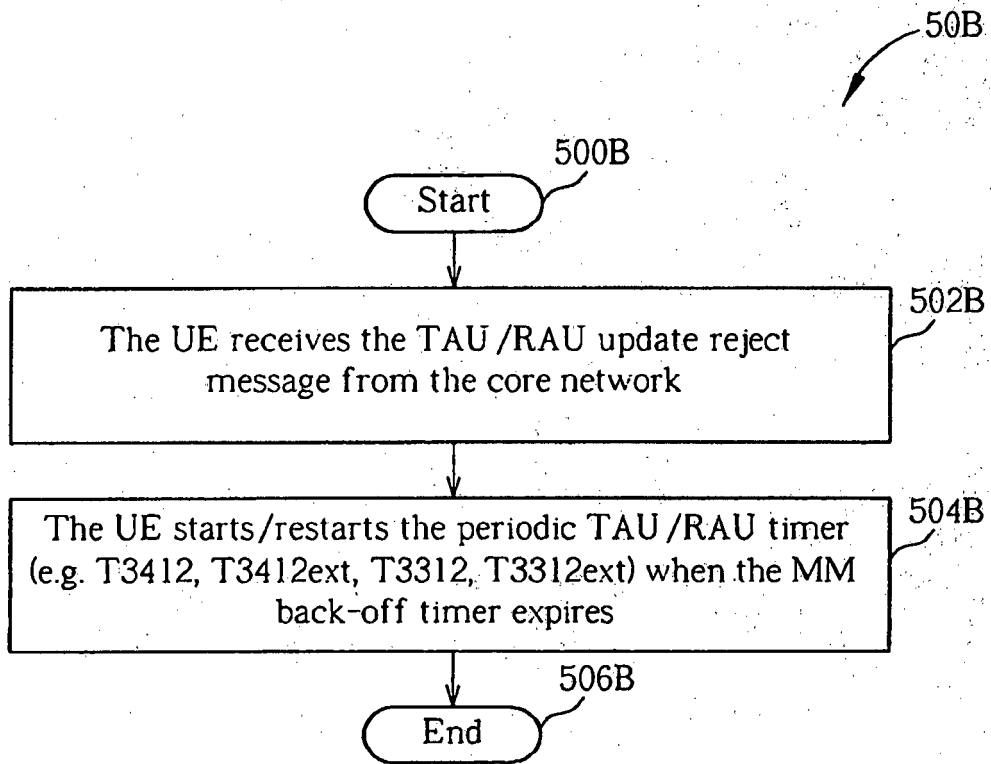 50B
500B
Start
502B
The UE receives the TAU/RAU update reject
message from the core network
504B
The UE starts/restarts the periodic TAU/RAU timer
(e.g. T3412, T3412ext, T3312, T3312ext) when the MM
back-off timer expires
506B
End